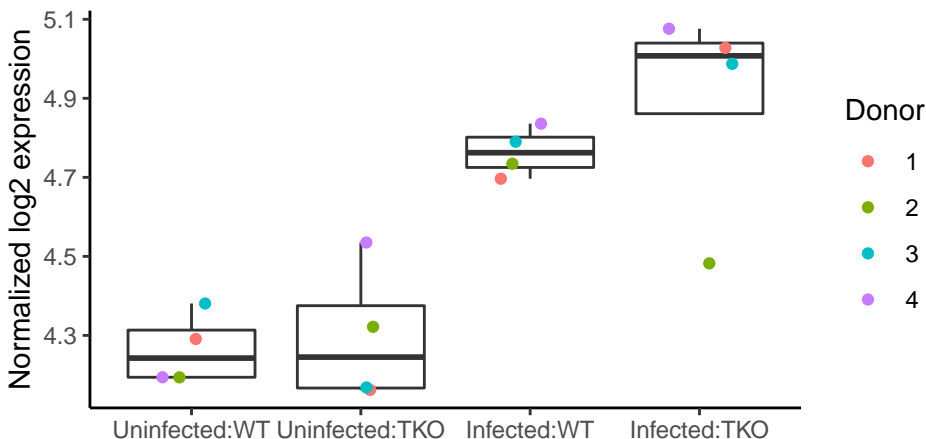 Normalized log2 expression
5.1
4.9
4.7
4.5
4.3
Uninfected:WT
Uninfected:TKO
Infected:WT
Infected:TKO
Donor
1
2
3
4